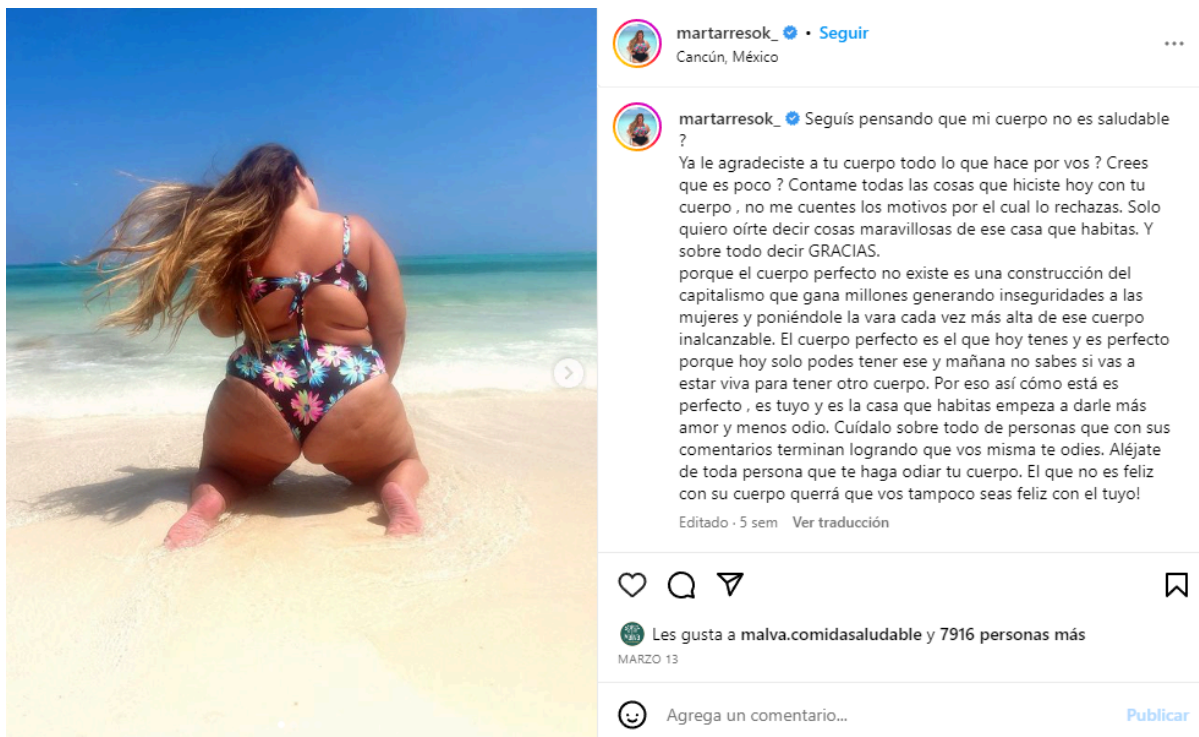 martarresok_ • Seguir
Cancún, México
martarresok_ Seguís pensando que mi cuerpo no es saludable
?
Ya le agradeciste a tu cuerpo todo lo que hace por vos ? Crees
que es poco ? Contame todas las cosas que hiciste hoy con tu
cuerpo , no me cuentes los motivos por el cual lo rechazas. Solo
quiero oírte decir cosas maravillosas de ese casa que habitas. Y
sobre todo decir GRACIAS.
porque el cuerpo perfecto no existe es una construcción del
capitalismo que gana millones generando inseguridades a las
mujeres y poniéndole la vara cada vez más alta de ese cuerpo
inalcanzable. El cuerpo perfecto es el que hoy tenes y es perfecto
porque hoy solo podes tener ese y mañana no sabes si vas a
estar viva para tener otro cuerpo. Por eso así cómo está es
perfecto , es tuyo y es la casa que habitas empeza a darle más
amor y menos odio. Cuídalo sobre todo de personas que con sus
comentarios terminan logrando que vos misma te odies. Aléjate
de toda persona que te haga odiar tu cuerpo. El que no es feliz
con su cuerpo querrá que vos tampoco seas feliz con el tuyo!
Editado · 5 sem Ver traducción
Les gusta a malva.comidasaludable y 7916 personas más
MARZO 13
Agrega un comentario... Publicar